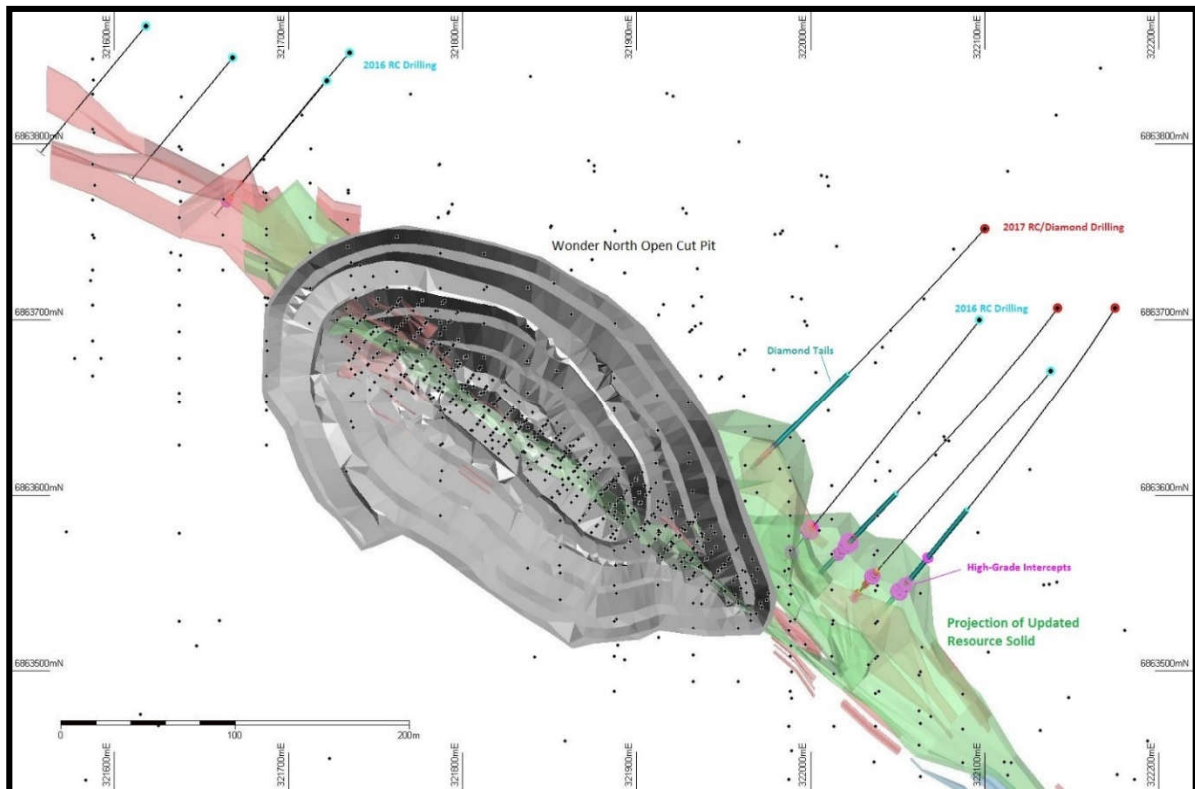 321600mE
321700mE
321800mE
321900mE
322000mE
322100mE
322200mE
2016 RC Drilling
6863800mN
6863800mN
2017 RC/Diamond Drilling
Wonder North Open Cut Pit
2016 RC Drilling
6863700mN
6863700mN
Diamond Tails
6863600mN
6863600mN
High-Grade Intercepts
Projection of Updated
Resource Solid
6863500mN
6863500mN
0
100
200m
321600mE
321700mE
321800mE
321900mE
322000mE
322100mE
322200mE